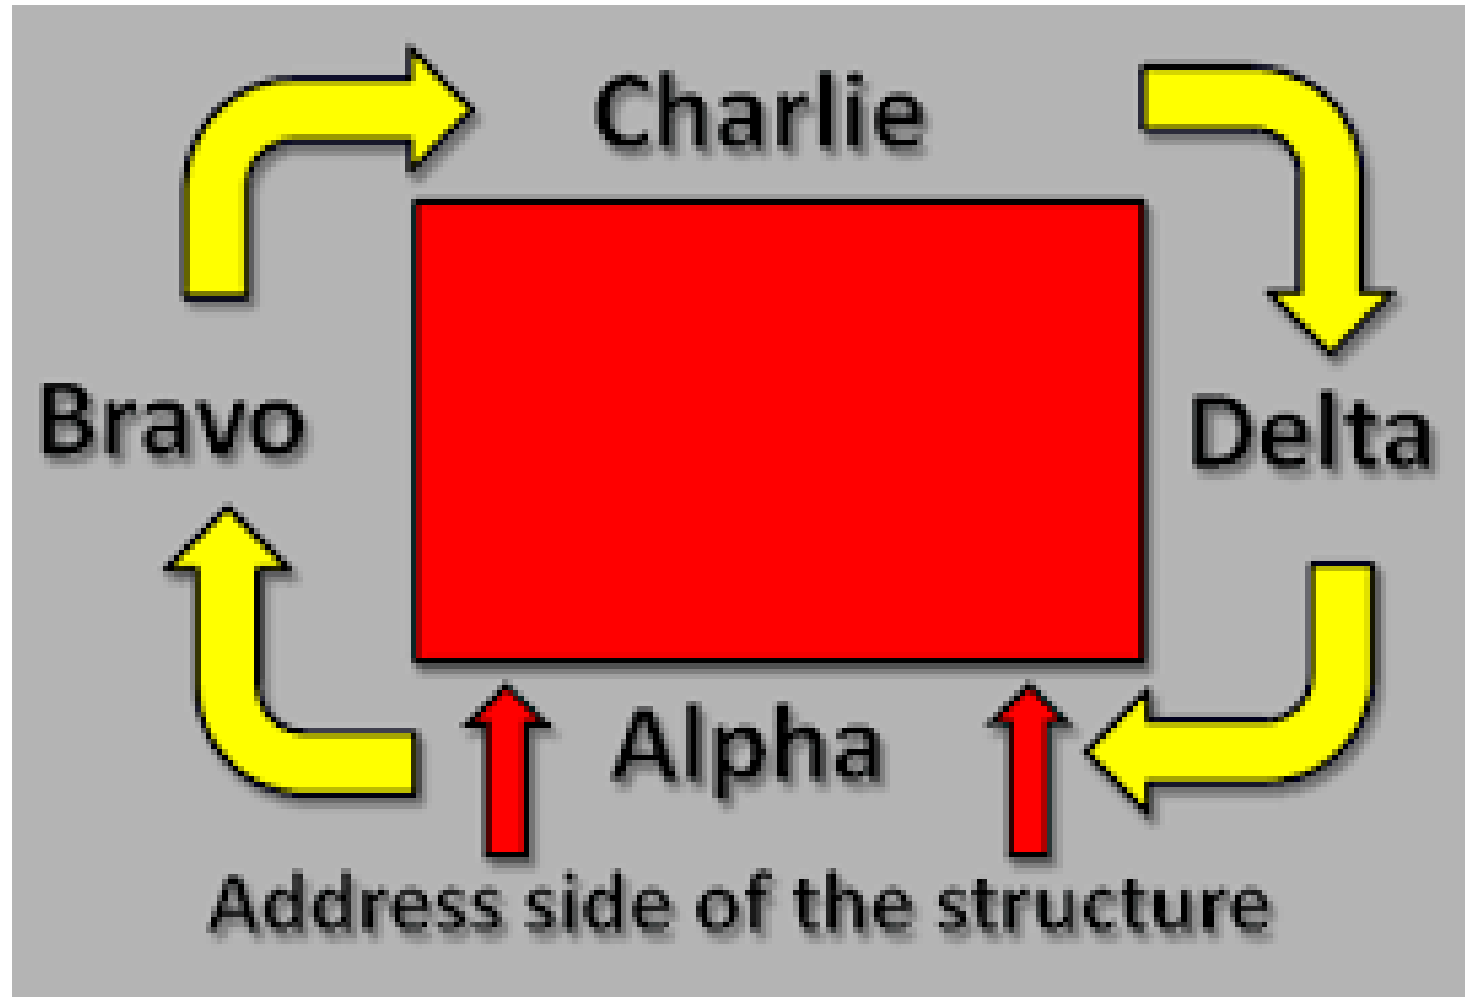 Charlie
Bravo
Delta
Alpha
Address side of the structure